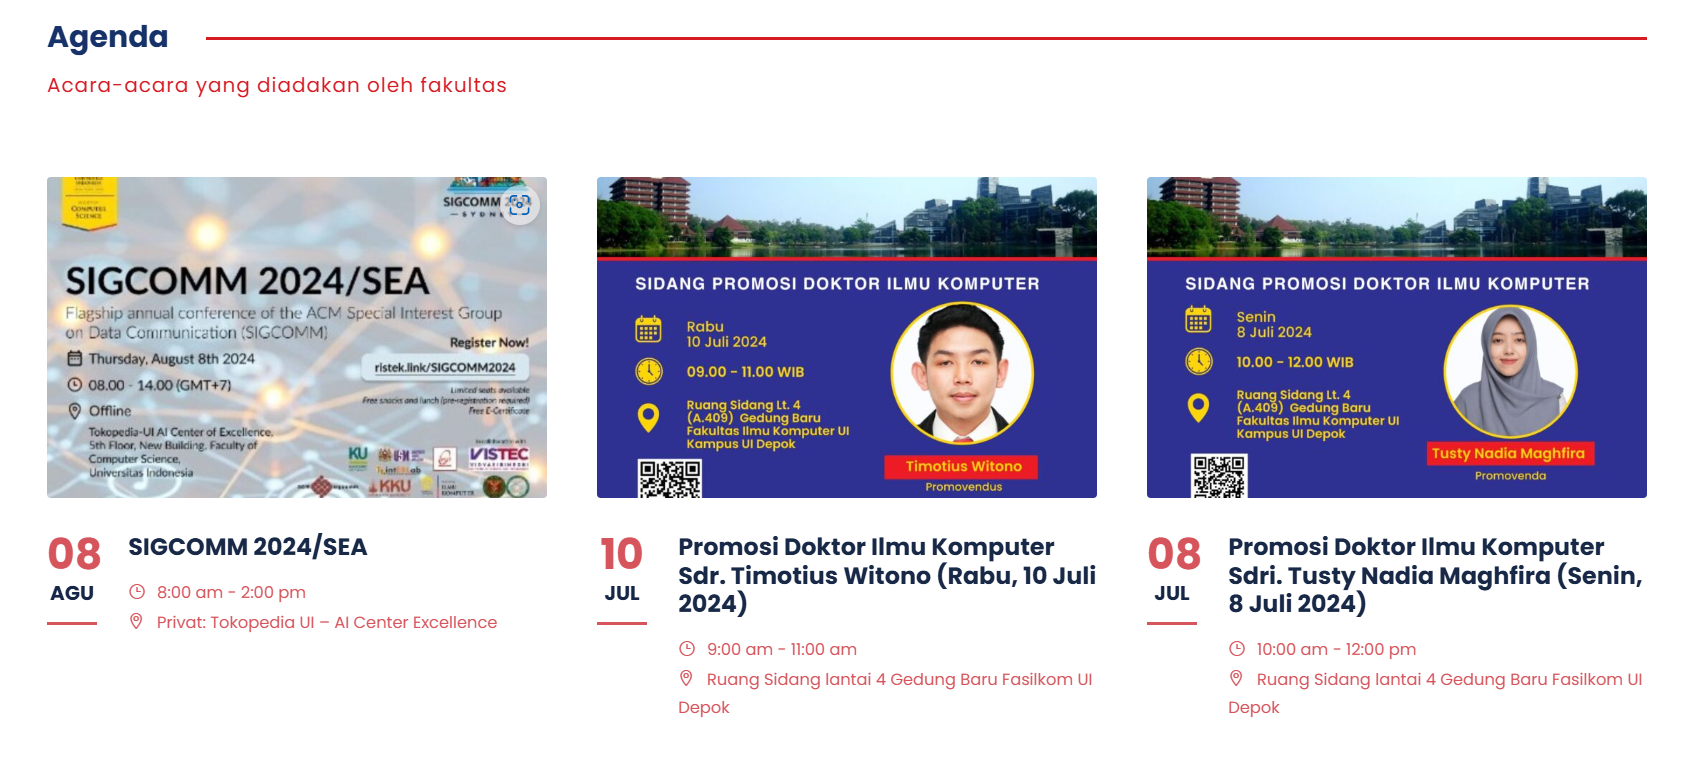 Agenda
Acara-acara yang diadakan oleh fakultas
COMPUTER
SCIENCE
SIGCOMM
SYDNEY
SIGCOMM 2024/SEA
Flagship annual conference of the ACM Special Interest Group
on Data Communication (SIGCOMM)
Register Now!
Thursday, August 8th 2024
ristek.link/SIGCOMM2024
08.00 - 14.00 (GMT+7)
Limited seats available
Free snacks and lunch (pre-registration required)
Free E-Certificate
Offline
Tokopedia-UI AI Center of Excellence,
5th Floor, New Building, Faculty of
Computer Science,
Universitas Indonesia
KU
VISTEC
KKU
08
AGU
SIGCOMM 2024/SEA
8:00 am - 2:00 pm
Privat: Tokopedia UI – AI Center Excellence
SIDANG PROMOSI DOKTOR ILMU KOMPUTER
Rabu
10 Juli 2024
09.00 - 11.00 WIB
Ruang Sidang Lt. 4
(A.409) Gedung Baru
Fakultas Ilmu Komputer UI
Kampus UI Depok
Timotius Witono
Promovendus
10
JUL
Promosi Doktor Ilmu Komputer
Sdr. Timotius Witono (Rabu, 10 Juli
2024)
9:00 am - 11:00 am
Ruang Sidang lantai 4 Gedung Baru Fasilkom UI
Depok
SIDANG PROMOSI DOKTOR ILMU KOMPUTER
Senin
8 Juli 2024
10.00 - 12.00 WIB
Ruang Sidang Lt. 4
(A.409) Gedung Baru
Fakultas Ilmu Komputer UI
Kampus UI Depok
Tusty Nadia Maghfira
Promovenda
08
JUL
Promosi Doktor Ilmu Komputer
Sdri. Tusty Nadia Maghfira (Senin,
8 Juli 2024)
10:00 am - 12:00 pm
Ruang Sidang lantai 4 Gedung Baru Fasilkom UI
Depok